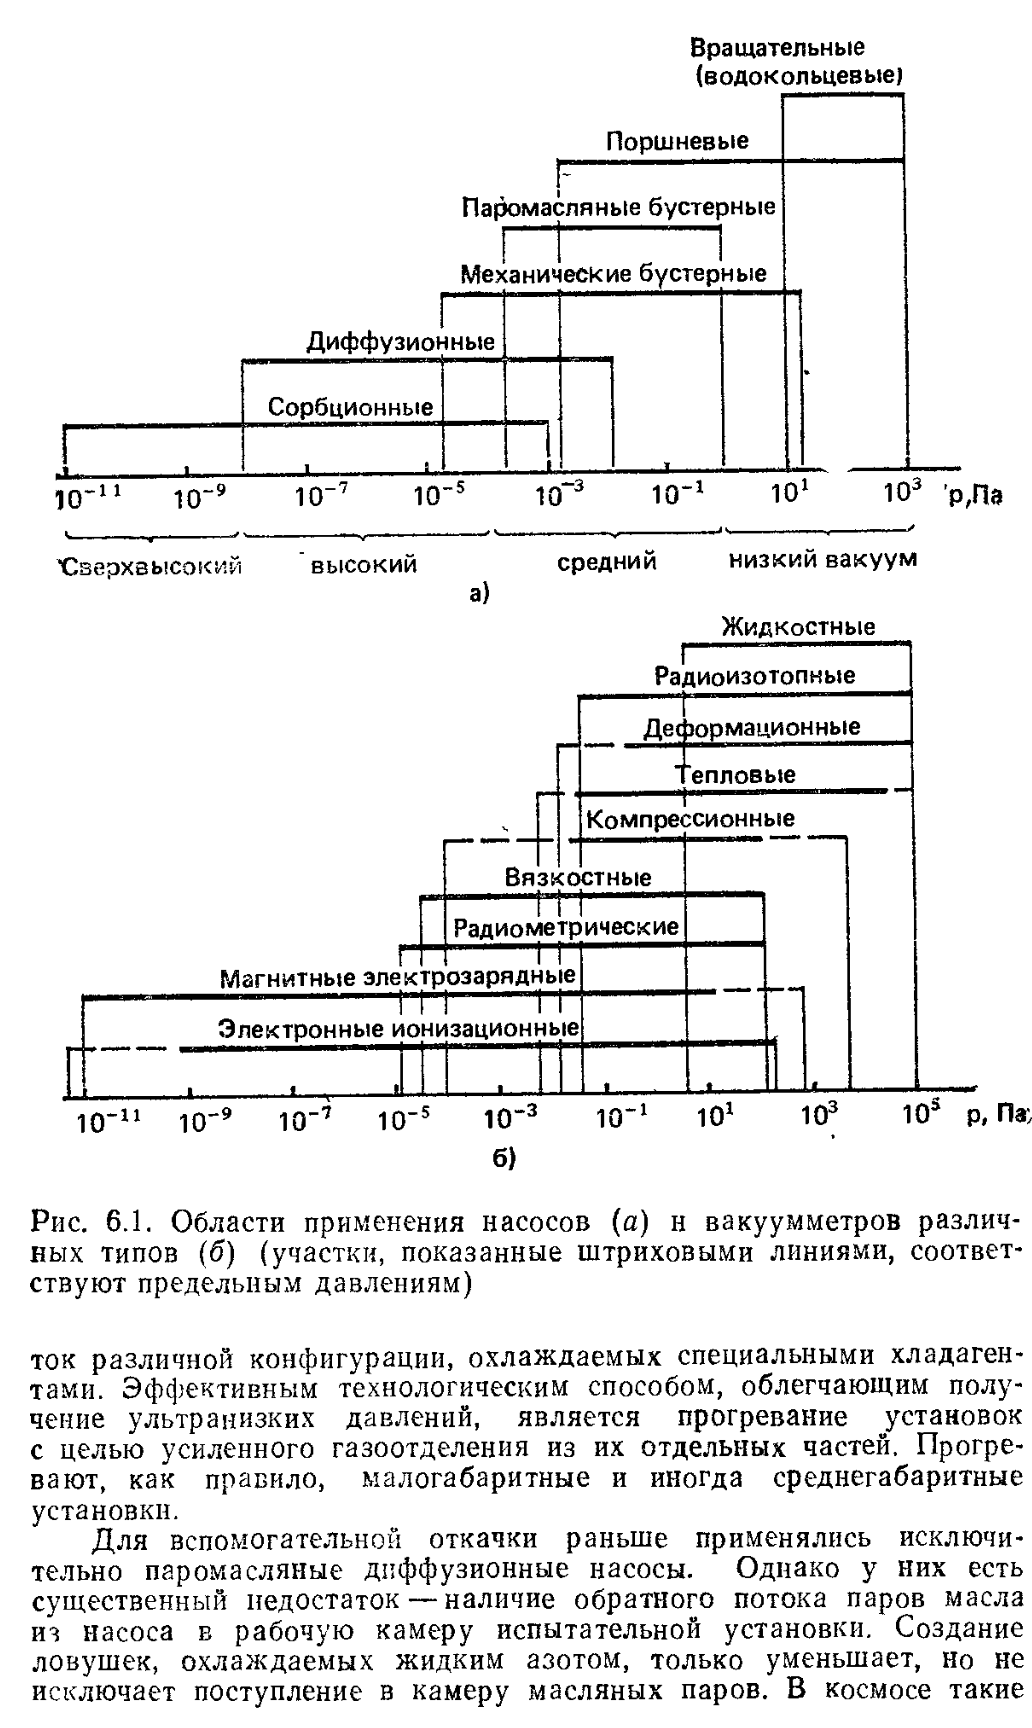 Вращательные
(водокольцевые)
Поршневые
Паромасляные бустерные
Механические бустерные
Диффузионные
Сорбционные
10⁻¹¹ 10⁻⁹ 10⁻⁷ 10⁻⁵ 10⁻³ 10⁻¹ 10¹ 10³ p,Па
Сверхвысокий высокий средний низкий вакуум
а)
Жидкостные
Радиоизотопные
Деформационные
Тепловые
Компрессионные
Вязкостные
Радиометрические
Магнитные электрозарядные
Электронные ионизационные
10⁻¹¹ 10⁻⁹ 10⁻⁷ 10⁻⁵ 10⁻³ 10⁻¹ 10¹ 10³ 10⁵ p, Па;
б)
Рис. 6.1. Области применения насосов (а) н вакуумметров различ-
ных типов (б) (участки, показанные штриховыми линиями, соответ-
ствуют предельным давлениям)
ток различной конфигурации, охлаждаемых специальными хладаген-
тами. Эффективным технологическим способом, облегчающим полу-
чение ультранизких давлений, является прогревание установок
с целью усиленного газоотделения из их отдельных частей. Прогре-
вают, как правило, малогабаритные и иногда среднегабаритные
установки.
Для вспомогательной откачки раньше применялись исключи-
тельно паромасляные диффузионные насосы. Однако у них есть
существенный недостаток — наличие обратного потока паров масла
из насоса в рабочую камеру испытательной установки. Создание
ловушек, охлаждаемых жидким азотом, только уменьшает, но не
исключает поступление в камеру масляных паров. В космосе такие